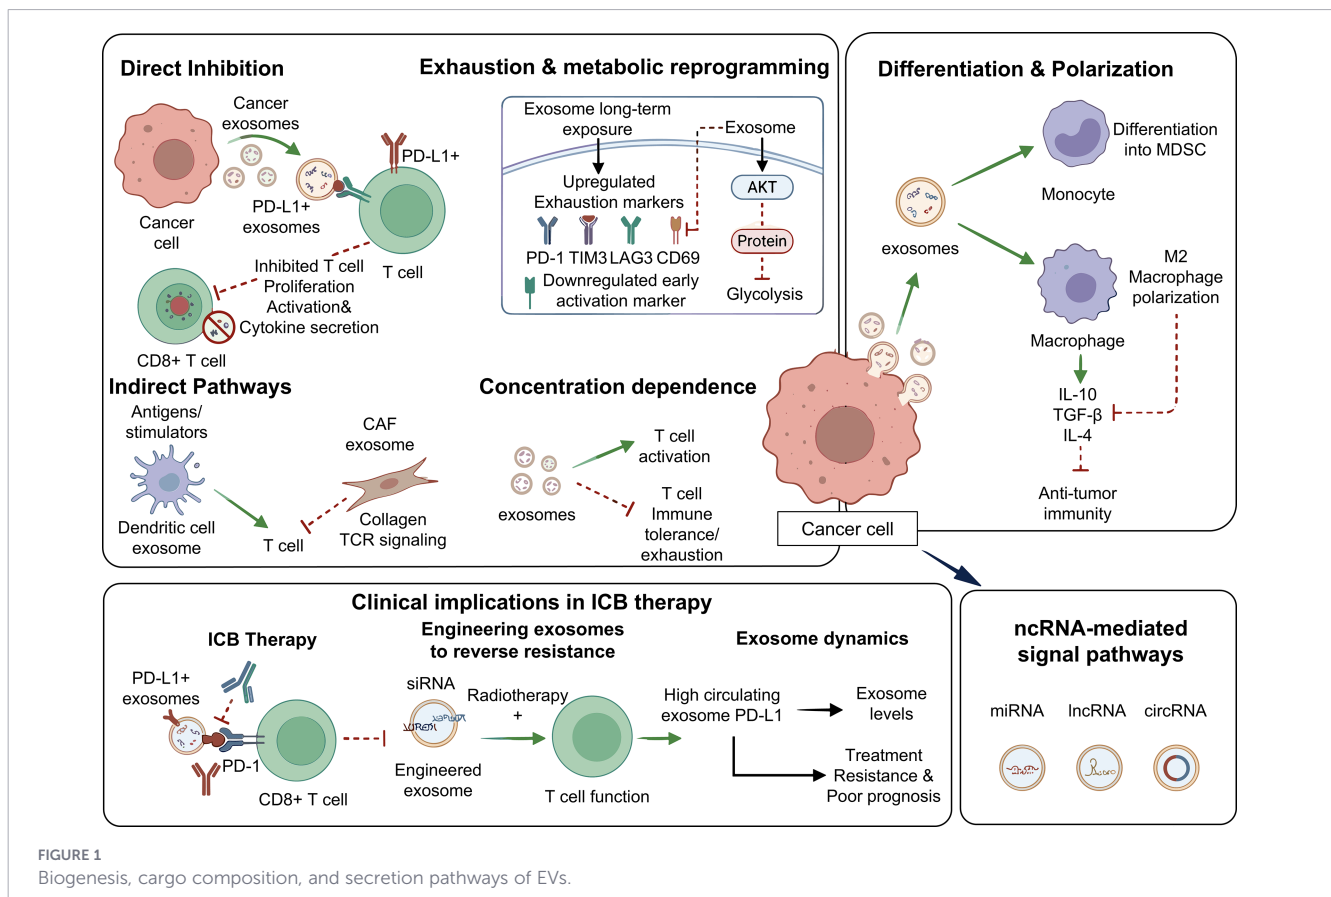 Direct Inhibition
Cancer
exosomes
PD-L1+
PD-L1+
exosomes
Cancer
cell
T cell
Inhibited T cell
Proliferation
Activation&
Cytokine secretion
CD8+ T cell
Exhaustion & metabolic reprogramming
Exosome long-term
exposure
Exosome
Upregulated
Exhaustion markers
AKT
Protein
PD-1 TIM3 LAG3 CD69
Downregulated early
activation marker
Glycolysis
Differentiation & Polarization
Differentiation
into MDSC
Monocyte
exosomes
M2
Macrophage
polarization
Macrophage
IL-10
TGF-β
IL-4
Anti-tumor
immunity
Indirect Pathways
Antigens/
stimulators
CAF
exosome
Dendritic cell
exosome
T cell
Collagen
TCR signaling
Concentration dependence
T cell
activation
exosomes
T cell
Immune
tolerance/
exhaustion
Cancer cell
Clinical implications in ICB therapy
ICB Therapy
PD-L1+
exosomes
PD-1
CD8+ T cell
Engineering exosomes
to reverse resistance
siRNA
Radiotherapy
+
Engineered
exosome
T cell function
Exosome dynamics
High circulating
exosome PD-L1
Exosome
levels
Treatment
Resistance &
Poor prognosis
ncRNA-mediated
signal pathways
miRNA lncRNA circRNA
FIGURE 1
Biogenesis, cargo composition, and secretion pathways of EVs.